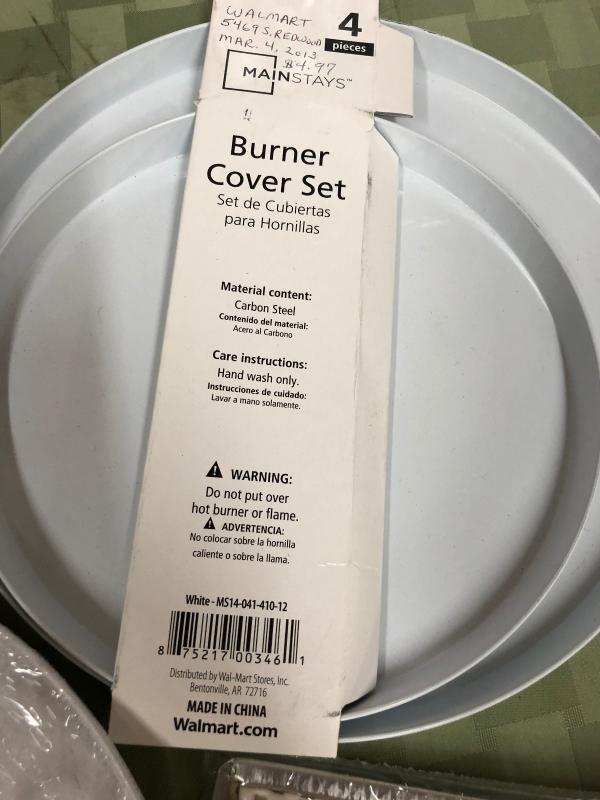 WALMART
5469 S. REDWOOD
MAR. 4, 2013
$4.97
4
pieces
MAINSTAYS™
Burner
Cover Set
Set de Cubiertas
para Hornillas
Material content:
Carbon Steel
Contenido del material:
Acero al Carbono
Care instructions:
Hand wash only.
Instrucciones de cuidado:
Lavar a mano solamente.
WARNING:
Do not put over
hot burner or flame.
ADVERTENCIA:
No colocar sobre la hornilla
caliente o sobre la llama.
White - MS14-041-410-12
8 75217 00346 1
Distributed by Wal-Mart Stores, Inc.
Bentonville, AR 72716
MADE IN CHINA
Walmart.com